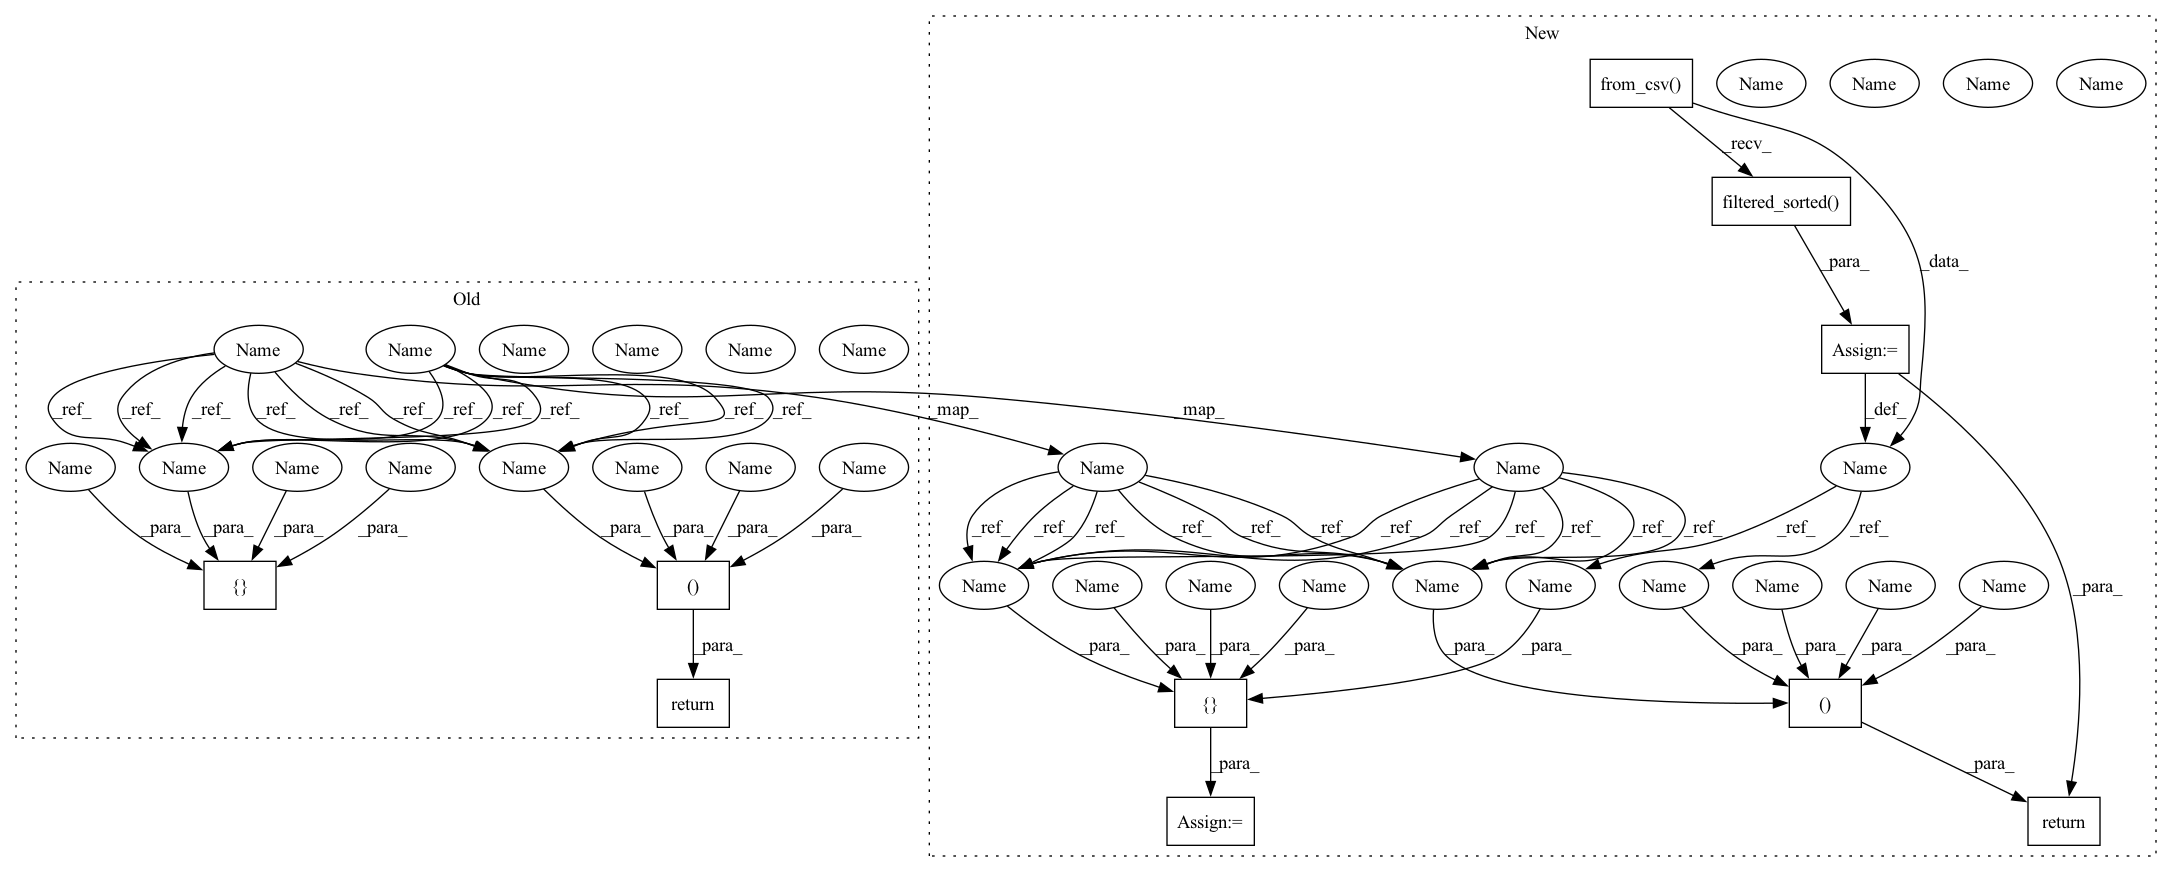 New
from_csv() Name Name Name Name
_recv_
filtered_sorted()
_para_ _data_
Old
Name Name Name Name Name Name
Assign:=
_ref_ _ref_ _ref_ _ref_ _ref_ _ref_ _ref_ _ref_ _ref_ _ref_ _ref_ _ref_ _map_ _map_ _def_
Name Name Name Name Name Name Name Name Name Name Name
_para_ _para_ _para_ _para_ _para_ _para_ _para_ _para_ _ref_ _ref_ _ref_ _ref_ _ref_ _ref_ _ref_ _ref_ _ref_ _ref_ _ref_ _ref_ _ref_ _ref_
{} () Name Name Name Name Name Name Name Name Name Name
_para_ _para_ _para_ _para_ _para_ _para_ _para_ _para_ _para_ _para_ _para_ _para_
return {} ()
_para_ _para_
Assign:= return